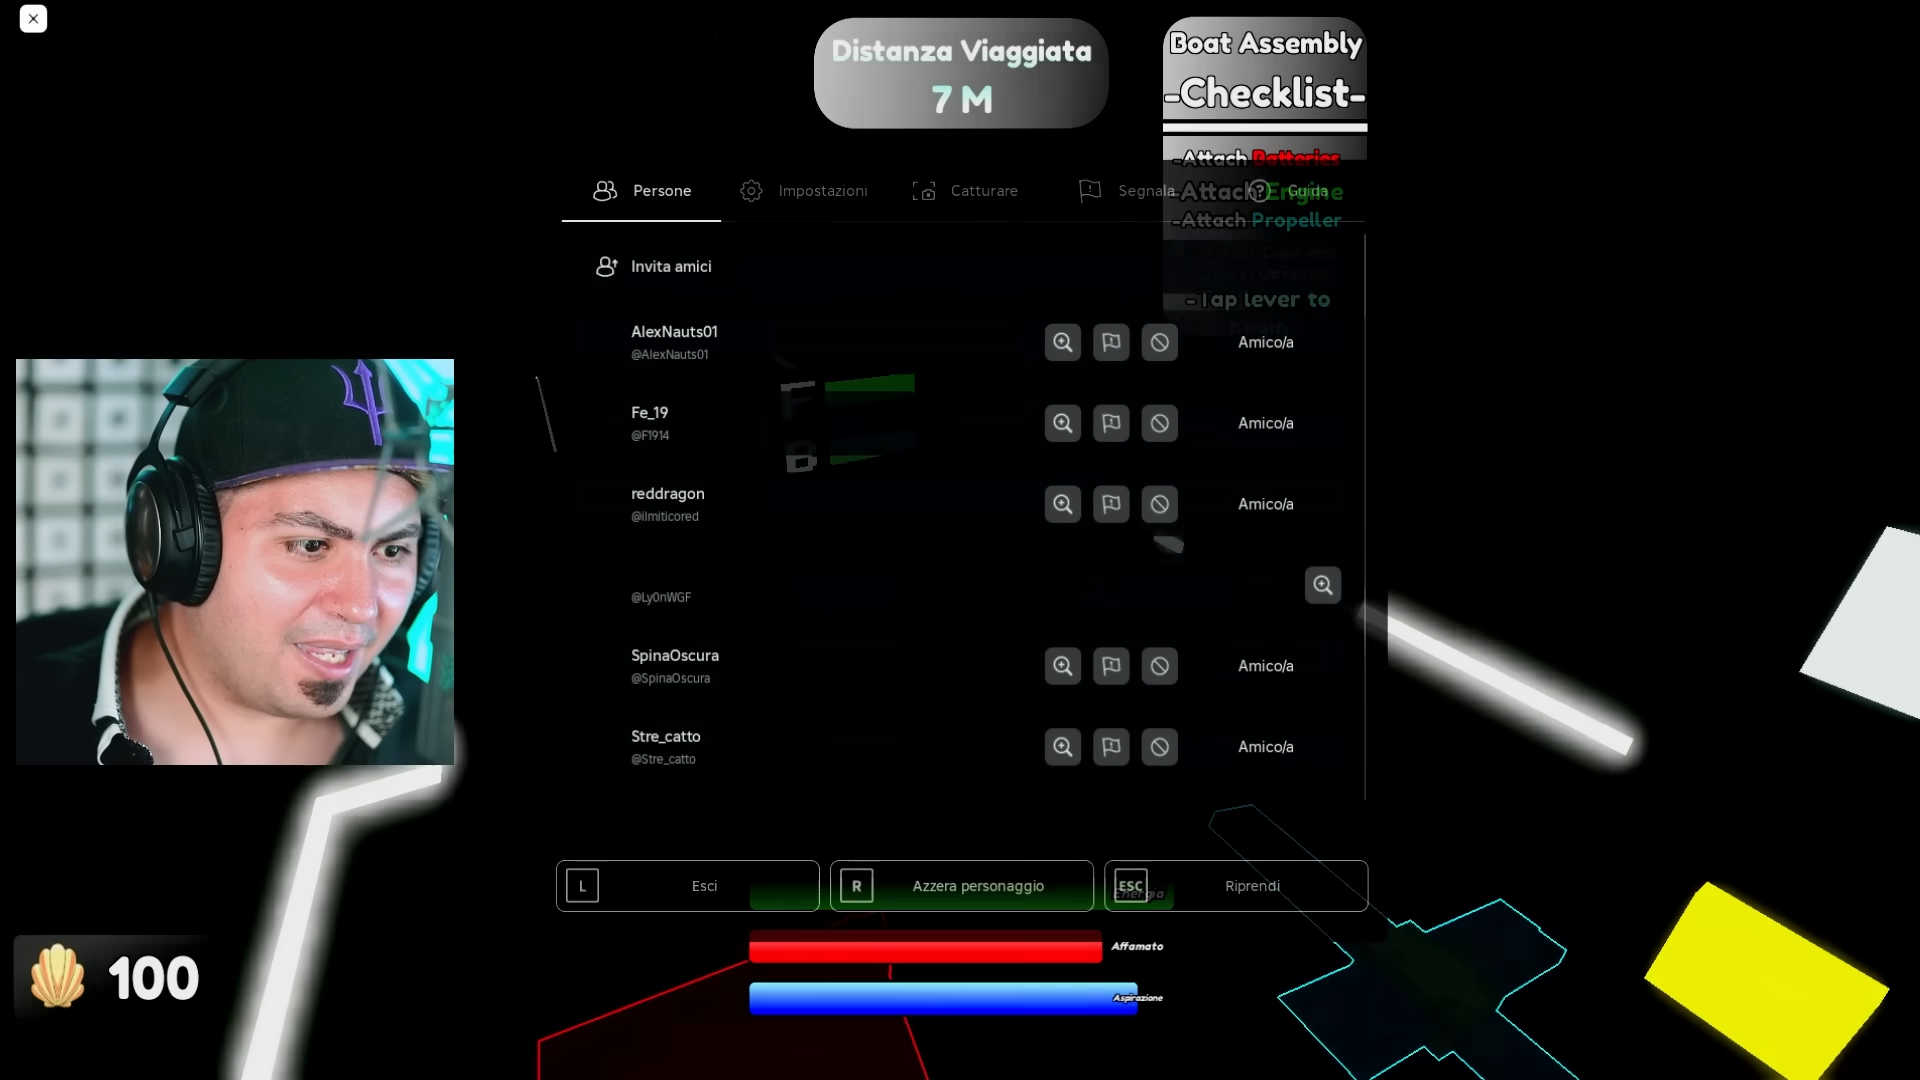 Distanza Viaggiata
7 M
Boat Assembly
-Checklist-
-Attach Batteries
-Attach Engine
-Attach Propeller
-Tap lever to
begin
Persone
Impostazioni
Catturare
Segnala
Guida
Invita amici
AlexNauts01
@AlexNauts01
Amico/a
Fe_19
@F1914
Amico/a
reddragon
@ilmiticored
Amico/a
@Ly0nWGF
SpinaOscura
@SpinaOscura
Amico/a
Stre_catto
@Stre_catto
Amico/a
F
L
Esci
R
Azzera personaggio
ESC
Riprendi
Energia
Affamato
Aspirazione
100